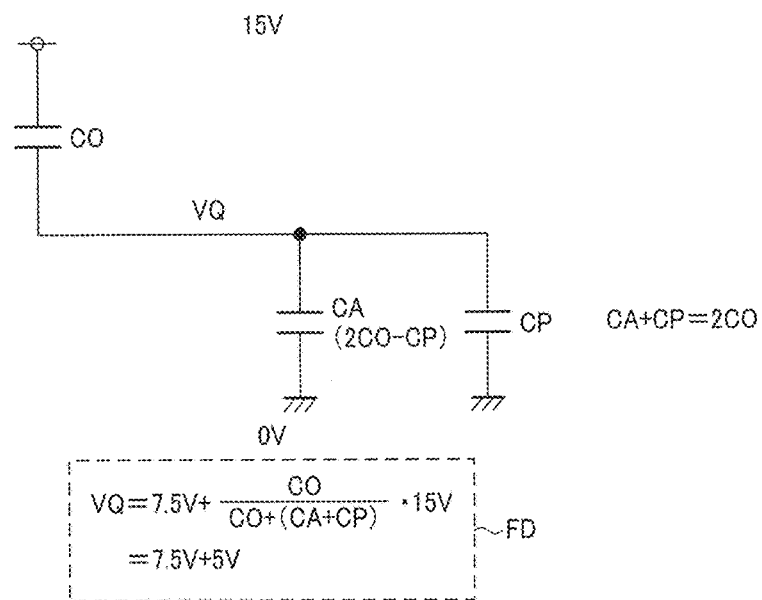 15V
CO
VQ
CA
(2CO-CP)
CP
CA+CP=2CO
0V
VQ=7.5V+ CO/CO+(CA+CP) ·15V
=7.5V+5V
FD